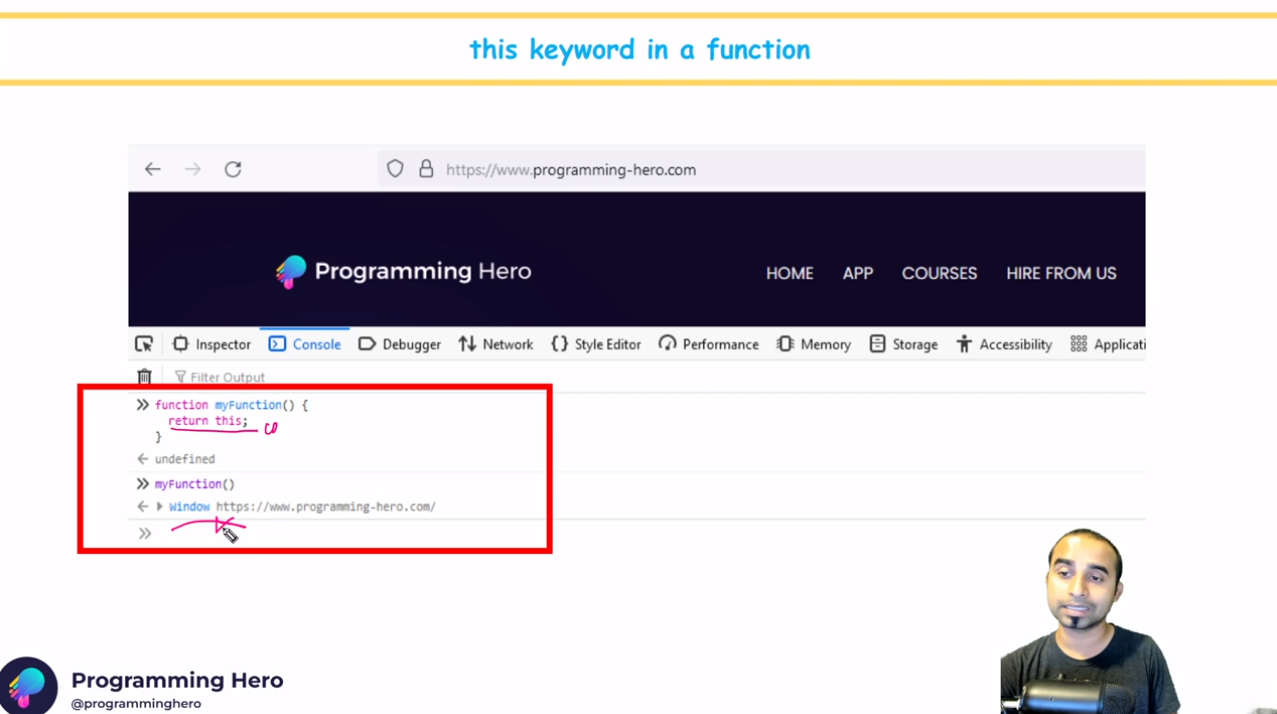 this keyword in a function
https://www.programming-hero.com
Programming Hero
HOME APP COURSES HIRE FROM US
Inspector Console Debugger Network Style Editor Performance Memory Storage Accessibility
Filter Output
function myFunction() {
return this;
}
undefined
myFunction()
Window https://www.programming-hero.com/
Programming Hero
@programminghero